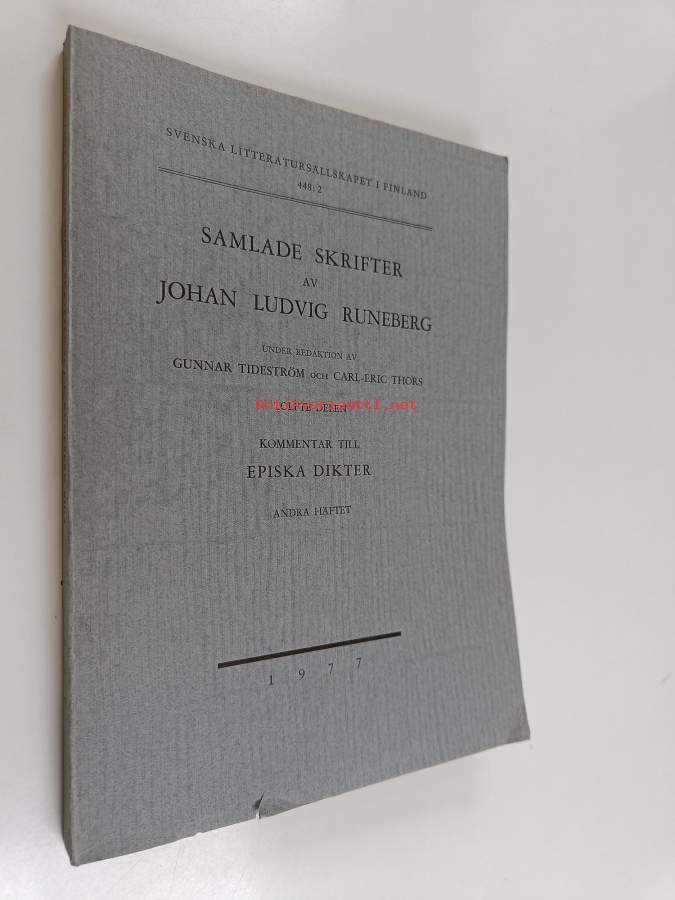 SVENSKA LITTERATURSÄLLSKAPET I FINLAND
448:2
SAMLADE SKRIFTER
AV
JOHAN LUDVIG RUNEBERG
UNDER REDAKTION AV
GUNNAR TIDESTRÖM OCH CARL-ERIC THORS
DELEN
KOMMENTAR TILL
EPISKA DIKTER
ANDRA HÄFTET
1977